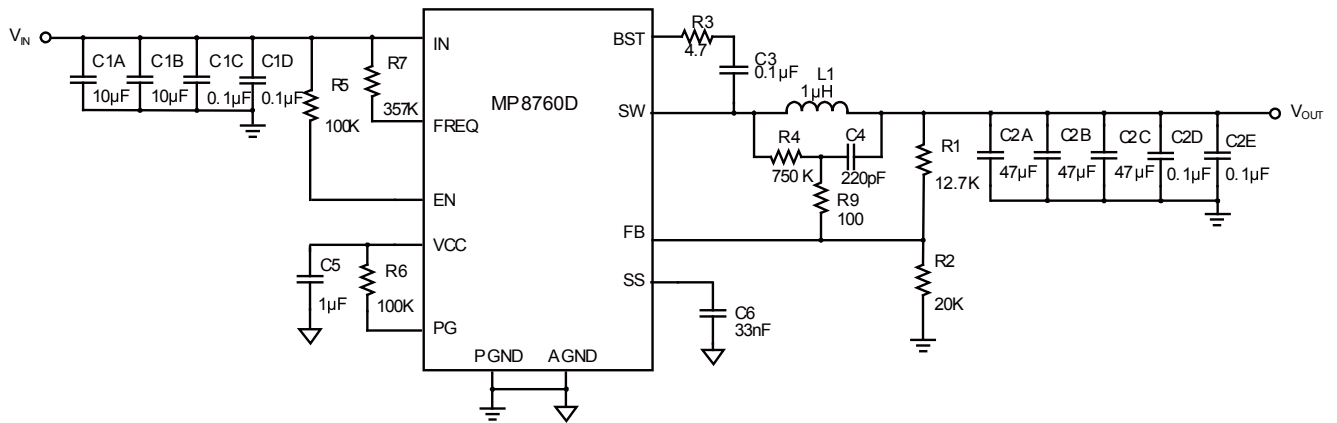 V_IN
C1A
10µF
C1B
10µF
C1C
0.1µF
C1D
0.1µF
R5
100K
R7
357K
IN
FREQ
EN
VCC
PG
MP8760D
BST
SW
FB
SS
PGND
AGND
C5
1µF
R6
100K
R3
4.7
C3
0.1µF
L1
1µH
R4
750 K
C4
220pF
R9
100
R1
12.7K
R2
20K
C6
33nF
C2A
47µF
C2B
47µF
C2C
47µF
C2D
0.1µF
C2E
0.1µF
V_OUT